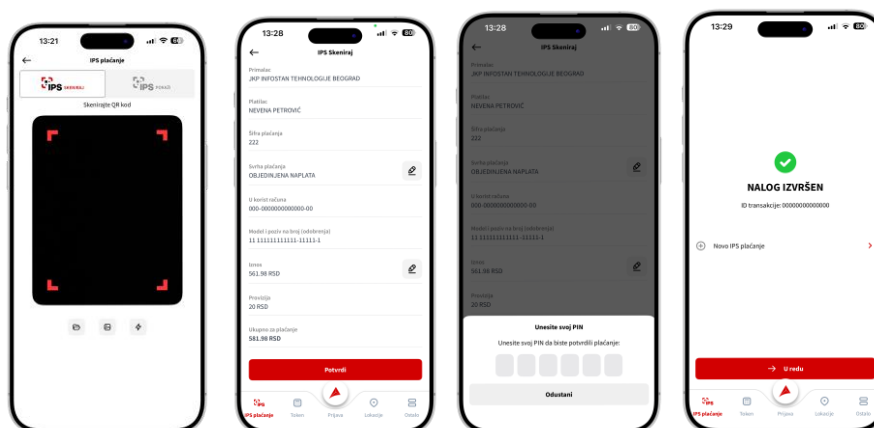 13:21
80
IPS plaćanje
IPS SKENIRAJ
IPS POKAŽI
Skenirajte QR kod
13:28
80
IPS Skeniraj
Primalac
JKP INFOSTAN TEHNOLOGIJE BEOGRAD
Platilac
NEVENA PETROVIĆ
Šifra plaćanja
222
Svrha plaćanja
OBJEDINJENA NAPLATA
U korist računa
000-0000000000000-00
Model i poziv na broj (odobrenja)
11 111111111111-11111-1
Iznos
561.98 RSD
Provizija
20 RSD
Ukupno za plaćanje
581.98 RSD
Potvrdi
IPS plaćanje
Token
Prijava
Lokacije
Ostalo
13:28
80
IPS Skeniraj
Primalac
JKP INFOSTAN TEHNOLOGIJE BEOGRAD
Platilac
NEVENA PETROVIĆ
Šifra plaćanja
222
Svrha plaćanja
OBJEDINJENA NAPLATA
U korist računa
000-0000000000000-00
Model i poziv na broj (odobrenja)
11 111111111111-11111-1
Iznos
561.98 RSD
Provizija
20 RSD
Unesite svoj PIN
Unesite svoj PIN da biste potvrdili plaćanje:
Odustani
13:29
80
NALOG IZVRŠEN
ID transakcije: 00000000000000
Novo IPS plaćanje
U redu
IPS plaćanje
Token
Prijava
Lokacije
Ostalo